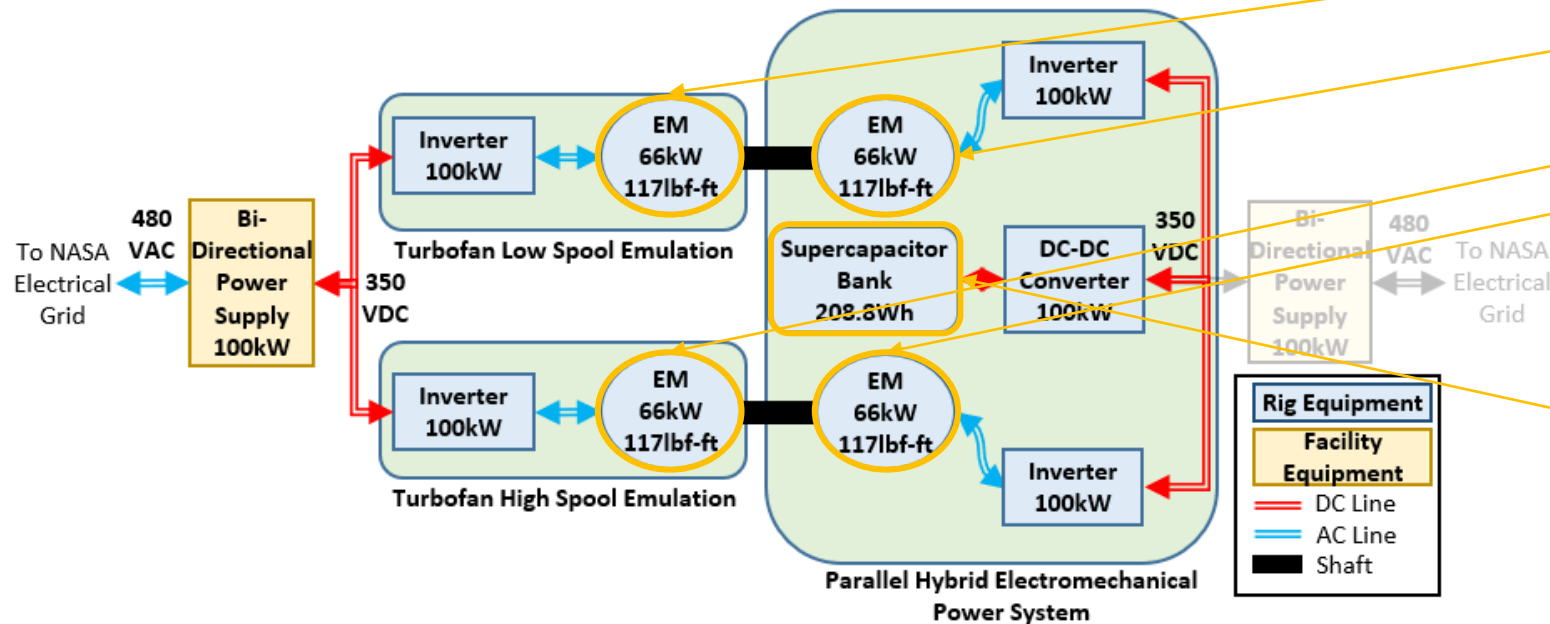 To NASA
Electrical
Grid
480
VAC
Bi-
Directional
Power
Supply
100kW
350
VDC
Inverter
100kW
EM
66kW
117lbf-ft
Turbofan Low Spool Emulation
Inverter
100kW
EM
66kW
117lbf-ft
Turbofan High Spool Emulation
EM
66kW
117lbf-ft
Inverter
100kW
Supercapacitor
Bank
208.8Wh
DC-DC
Converter
100kW
350
VDC
EM
66kW
117lbf-ft
Inverter
100kW
Parallel Hybrid Electromechanical
Power System
Bi-
Directional
Power
Supply
100kW
480
VAC
To NASA
Electrical
Grid
Rig Equipment
Facility
Equipment
DC Line
AC Line
Shaft